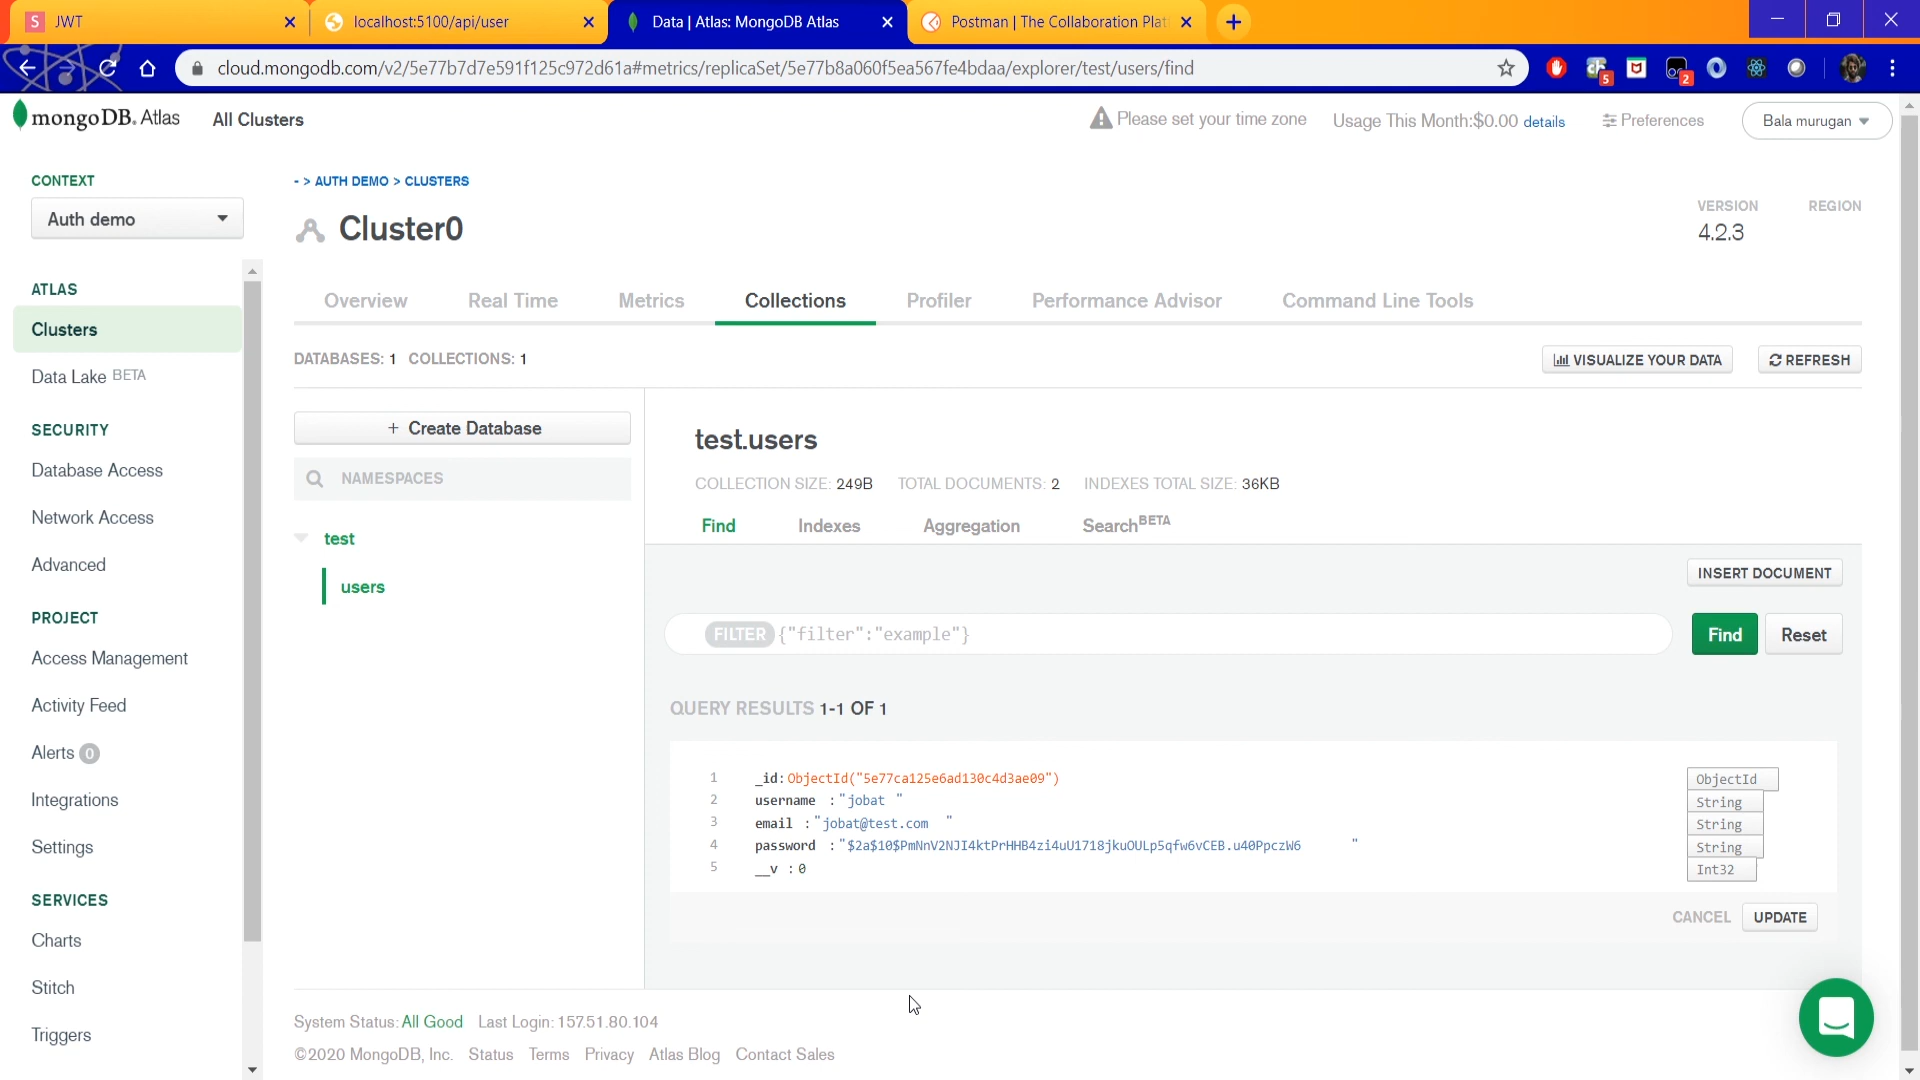 S JWT
localhost:5100/api/user
Data | Atlas: MongoDB Atlas
Postman | The Collaboration Plat
cloud.mongodb.com/v2/5e77b7d7e591f125c972d61a#metrics/replicaSet/5e77b8a060f5ea567fe4bdaa/explorer/test/users/find
5
2
mongoDB. Atlas
All Clusters
Please set your time zone
Usage This Month:$0.00 details
Preferences
Bala murugan
CONTEXT
Auth demo
ATLAS
Clusters
Data Lake BETA
SECURITY
Database Access
Network Access
Advanced
PROJECT
Access Management
Activity Feed
Alerts 0
Integrations
Settings
SERVICES
Charts
Stitch
Triggers
- > AUTH DEMO > CLUSTERS
Cluster0
VERSION
4.2.3
REGION
Overview
Real Time
Metrics
Collections
Profiler
Performance Advisor
Command Line Tools
DATABASES: 1 COLLECTIONS: 1
VISUALIZE YOUR DATA
REFRESH
+ Create Database
NAMESPACES
test
users
test.users
COLLECTION SIZE: 249B TOTAL DOCUMENTS: 2 INDEXES TOTAL SIZE: 36KB
Find
Indexes
Aggregation
Search BETA
INSERT DOCUMENT
FILTER {"filter":"example"}
Find
Reset
QUERY RESULTS 1-1 OF 1
1 _id: ObjectId("5e77ca125e6ad130c4d3ae09") ObjectId
2 username : "jobat " String
3 email : "jobat@test.com " String
4 password : "$2a$10$PmNnV2NJI4ktPrHHB4zi4uU1718jkuOULp5qfw6vCEB.u40PpczW6 " String
5 __v : 0 Int32
CANCEL
UPDATE
System Status: All Good Last Login: 157.51.80.104
©2020 MongoDB, Inc. Status Terms Privacy Atlas Blog Contact Sales